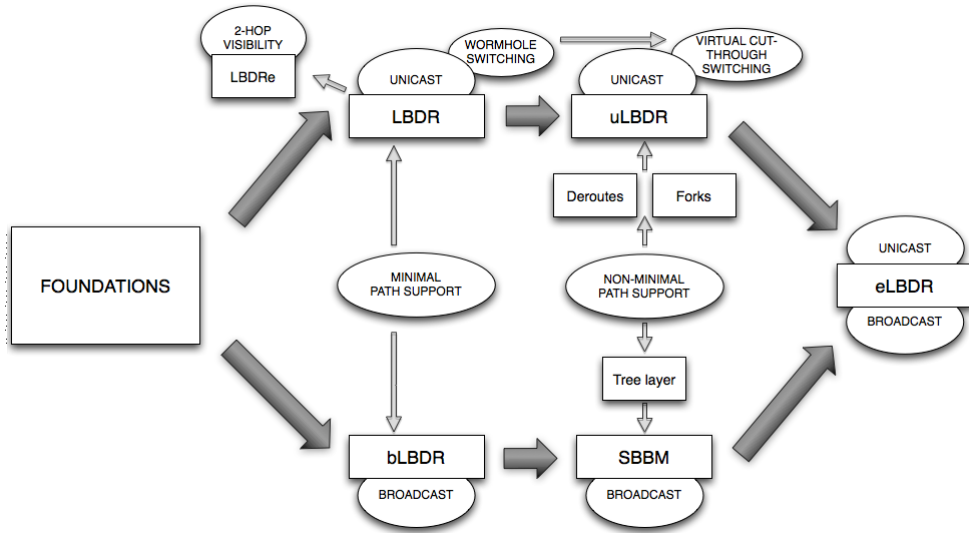 2-HOP
VISIBILITY
LBDRe
WORMHOLE
SWITCHING
VIRTUAL CUT-
THROUGH
SWITCHING
UNICAST
LBDR
UNICAST
uLBDR
Deroutes
Forks
FOUNDATIONS
MINIMAL
PATH SUPPORT
NON-MINIMAL
PATH SUPPORT
UNICAST
eLBDR
BROADCAST
Tree layer
bLBDR
BROADCAST
SBBM
BROADCAST